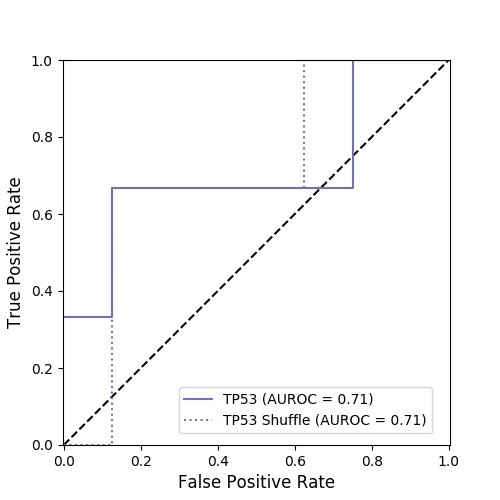 1.0
0.8
0.6
0.4
0.2
0.0
True Positive Rate
TP53 (AUROC = 0.71)
TP53 Shuffle (AUROC = 0.71)
0.0 0.2 0.4 0.6 0.8 1.0
False Positive Rate